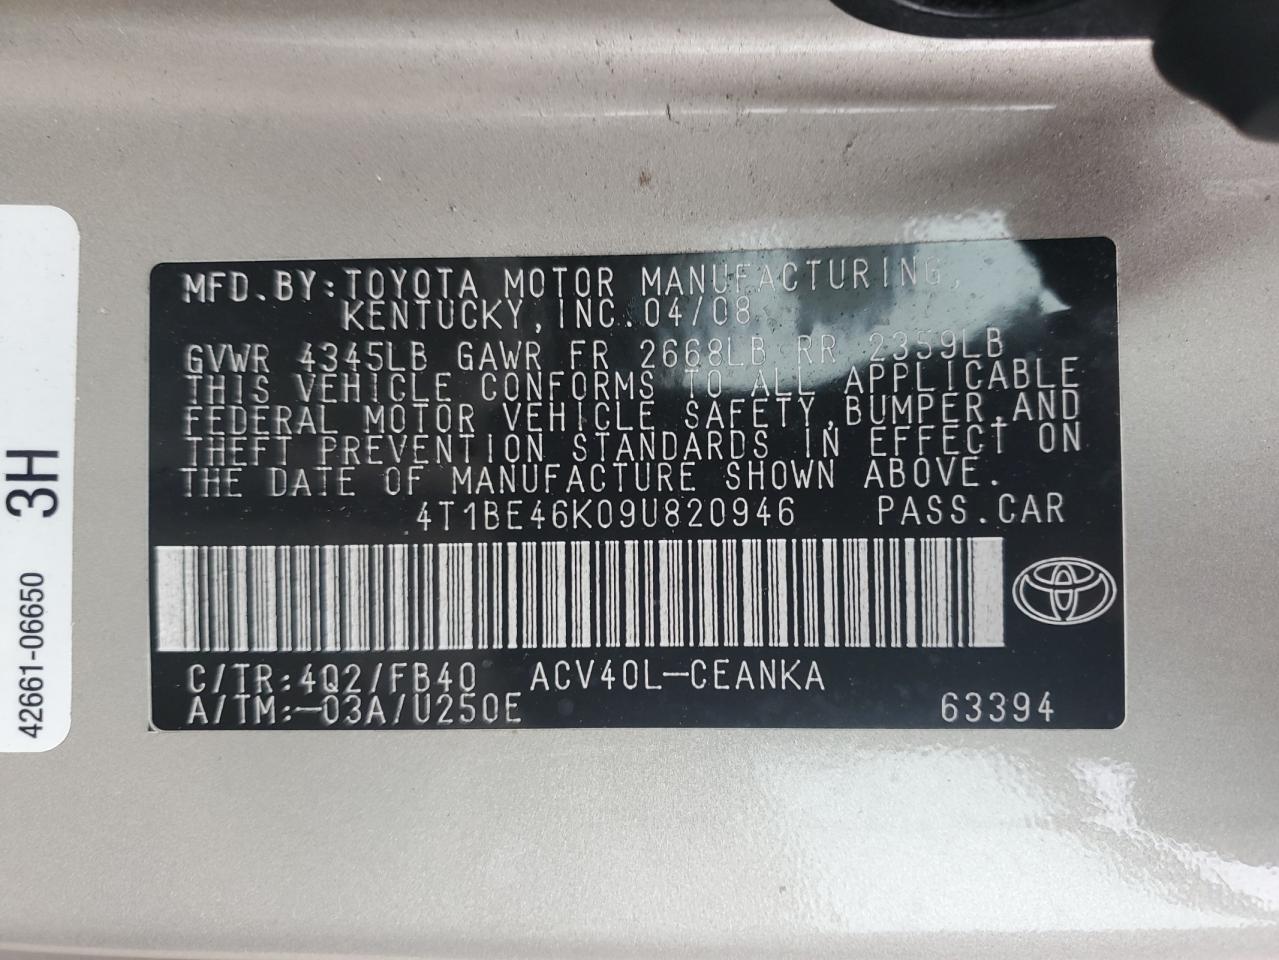 MFD.BY:TOYOTA MOTOR MANUFACTURING,
KENTUCKY,INC.04/08
GVWR 4345LB GAWR FR 2668LB RR 2359LB
THIS VEHICLE CONFORMS TO ALL APPLICABLE
FEDERAL MOTOR VEHICLE SAFETY,BUMPER,AND
THEFT PREVENTION STANDARDS IN EFFECT ON
THE DATE OF MANUFACTURE SHOWN ABOVE.
4T1BE46K09U820946 PASS.CAR
C/TR:4Q2/FB40 ACV40L-CEANKA
A/TM:-03A/U250E 63394
42661-06650 3H